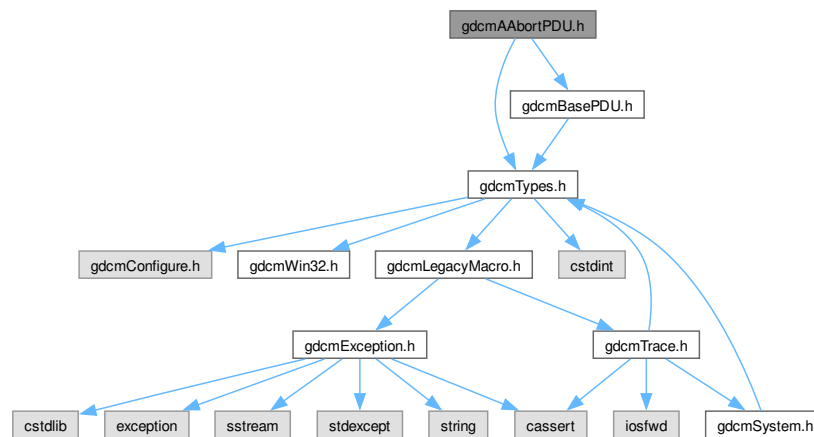 gdcmAAbortPDU.h
gdcmBasePDU.h
gdcmTypes.h
gdcmConfigure.h
gdcmWin32.h
gdcmLegacyMacro.h
cstdint
gdcmException.h
gdcmTrace.h
cstdlib
exception
sstream
stdexcept
string
cassert
iosfwd
gdcmSystem.h